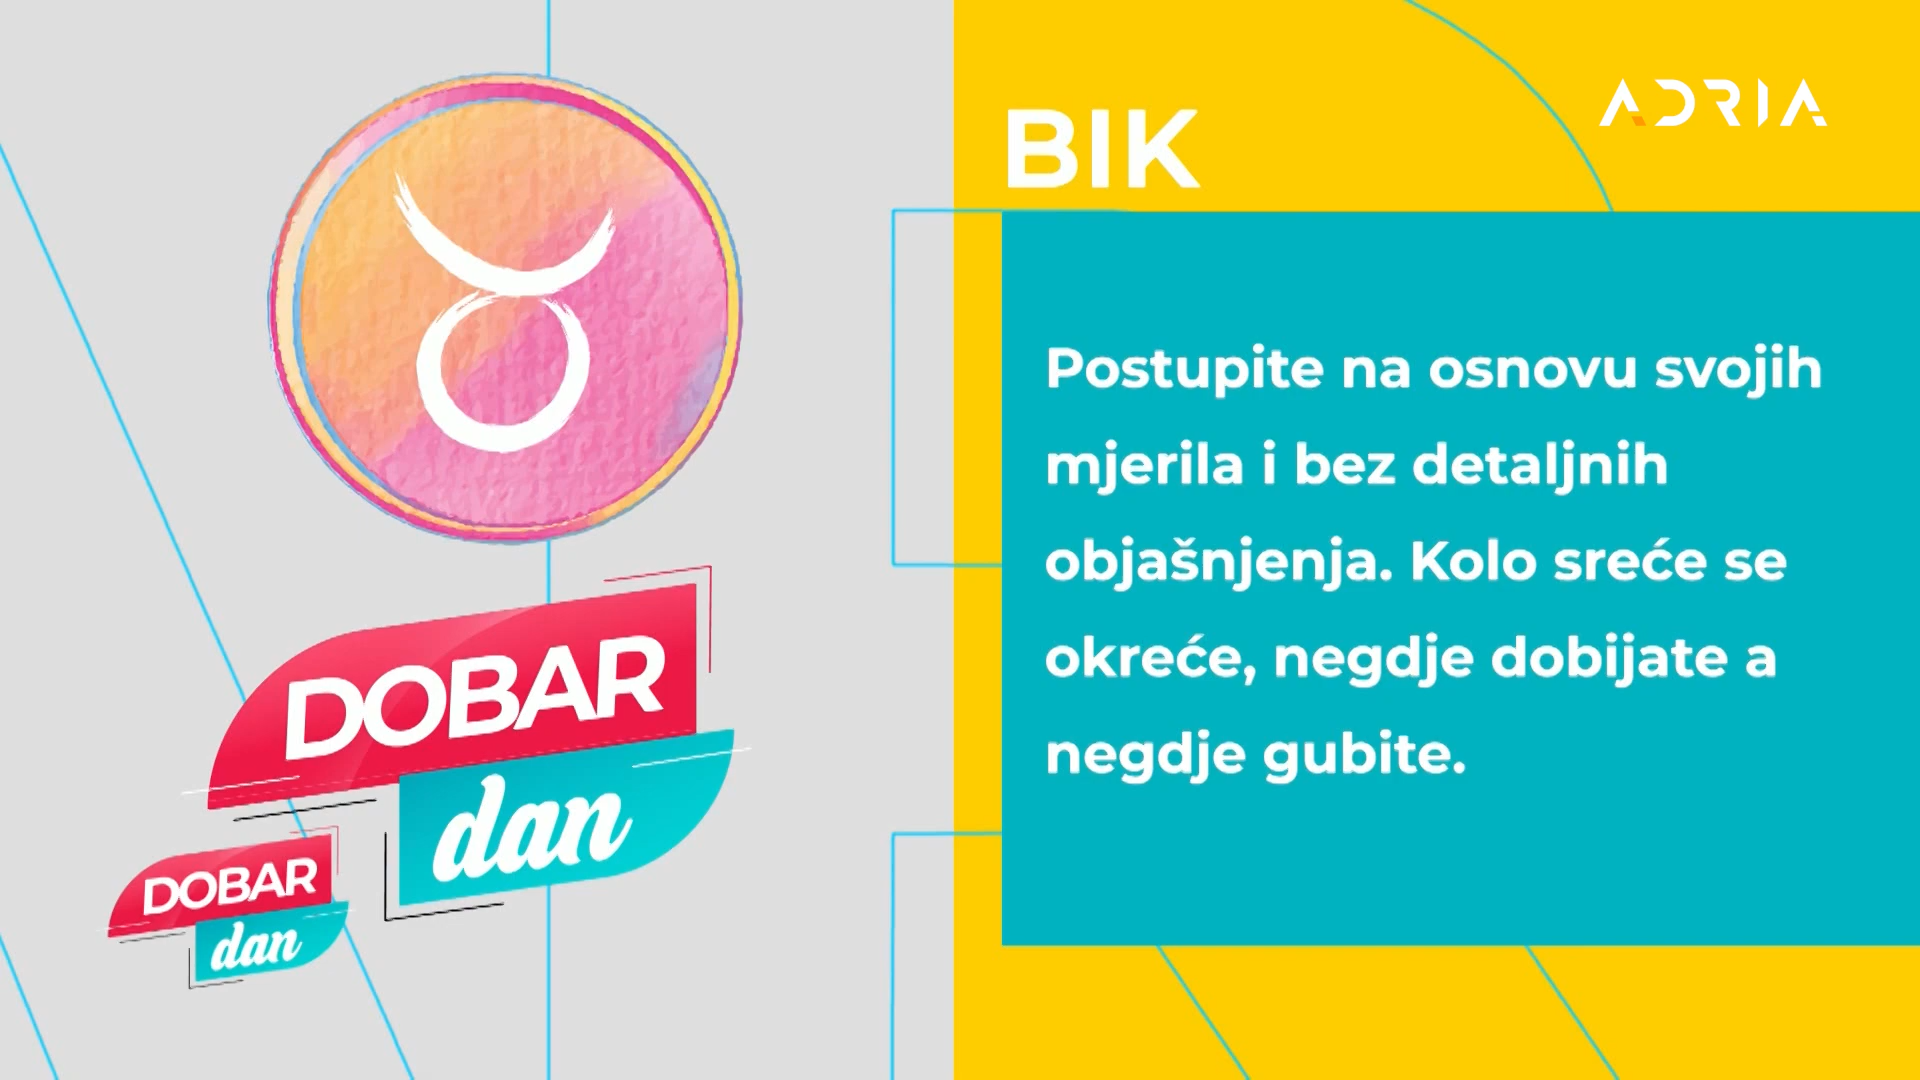 ADRIA
BIK
Postupite na osnovu svojih
mjerila i bez detaljnih
objašnjenja. Kolo sreće se
okreće, negdje dobijate a
negdje gubite.
DOBAR
dan
DOBAR
dan